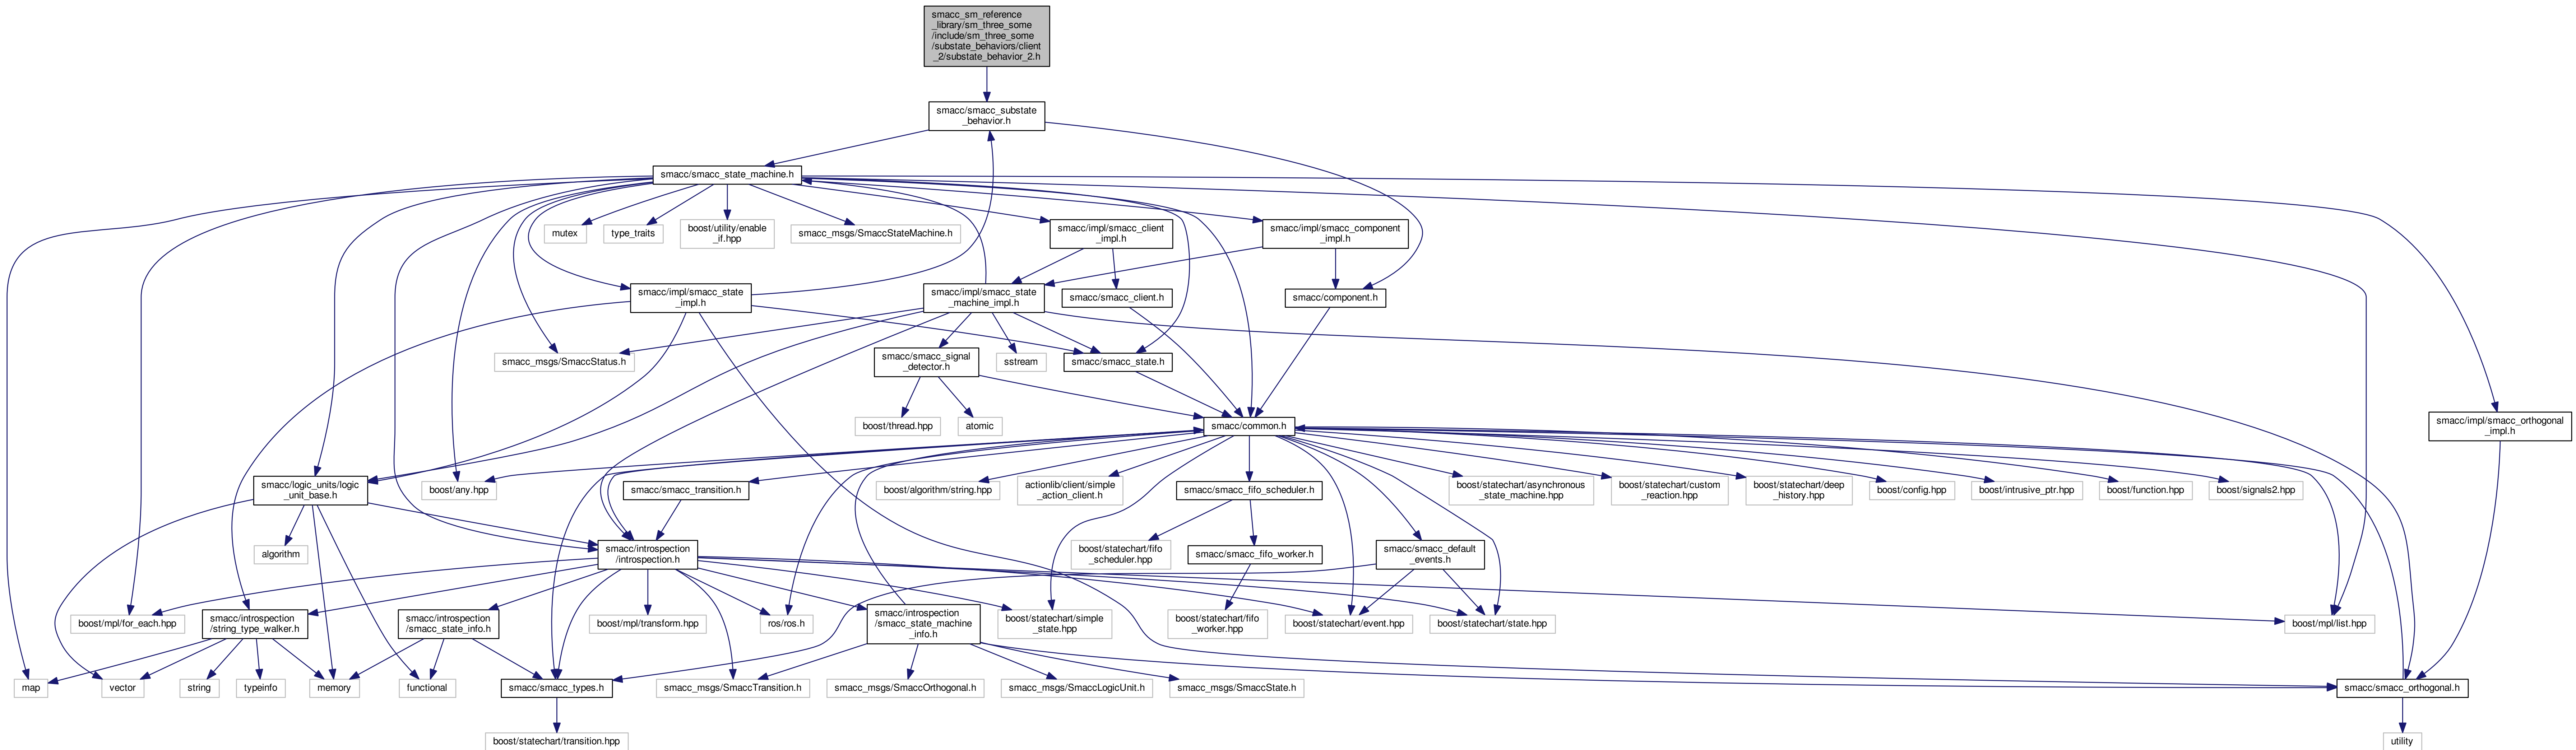 smacc_sm_reference
_library/sm_three_some
/include/sm_three_some
/substate_behaviors/client
_2/substate_behavior_2.h
smacc/smacc_substate
_behavior.h
smacc/smacc_state_machine.h
mutex
type_traits
boost/utility/enable
_if.hpp
smacc_msgs/SmaccStateMachine.h
smacc/impl/smacc_client
_impl.h
smacc/impl/smacc_component
_impl.h
smacc/impl/smacc_state
_impl.h
smacc/impl/smacc_state
_machine_impl.h
smacc/smacc_client.h
smacc/component.h
smacc_msgs/SmaccStatus.h
smacc/smacc_signal
_detector.h
sstream
smacc/smacc_state.h
boost/thread.hpp
atomic
smacc/common.h
smacc/impl/smacc_orthogonal
_impl.h
smacc/logic_units/logic
_unit_base.h
boost/any.hpp
smacc/smacc_transition.h
boost/algorithm/string.hpp
actionlib/client/simple
_action_client.h
smacc/smacc_fifo_scheduler.h
boost/statechart/asynchronous
_state_machine.hpp
boost/statechart/custom
_reaction.hpp
boost/statechart/deep
_history.hpp
boost/config.hpp
boost/intrusive_ptr.hpp
boost/function.hpp
boost/signals2.hpp
algorithm
smacc/introspection
/introspection.h
boost/statechart/fifo
_scheduler.hpp
smacc/smacc_fifo_worker.h
smacc/smacc_default
_events.h
boost/mpl/for_each.hpp
smacc/introspection
/string_type_walker.h
smacc/introspection
/smacc_state_info.h
boost/mpl/transform.hpp
ros/ros.h
smacc/introspection
/smacc_state_machine
_info.h
boost/statechart/simple
_state.hpp
boost/statechart/fifo
_worker.hpp
boost/statechart/event.hpp
boost/statechart/state.hpp
boost/mpl/list.hpp
map
vector
string
typeinfo
memory
functional
smacc/smacc_types.h
smacc_msgs/SmaccTransition.h
smacc_msgs/SmaccOrthogonal.h
smacc_msgs/SmaccLogicUnit.h
smacc_msgs/SmaccState.h
smacc/smacc_orthogonal.h
boost/statechart/transition.hpp
utility